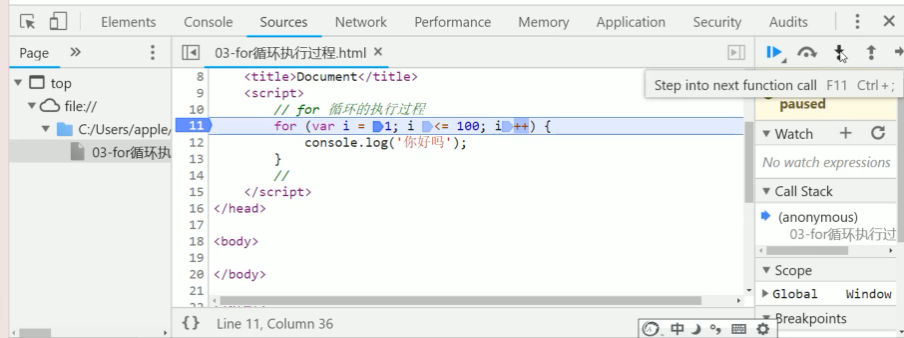 Elements Console Sources Network Performance Memory Application Security Audits
Page
03-for循环执行过程.html
Step into next function call F11 Ctrl+;
top
file://
C:/Users/apple/
03-for循环执
8 <title>Document</title>
9 <script>
10 // for 循环的执行过程
11 for (var i = 1; i <= 100; i++) {
12 console.log('你好吗');
13 }
14 //
15 </script>
16 </head>
17
18 <body>
19
20 </body>
21
{} Line 11, Column 36
paused
Watch
No watch expressions
Call Stack
(anonymous)
03-for循环执行过
Scope
Global Window
Breakpoints
中